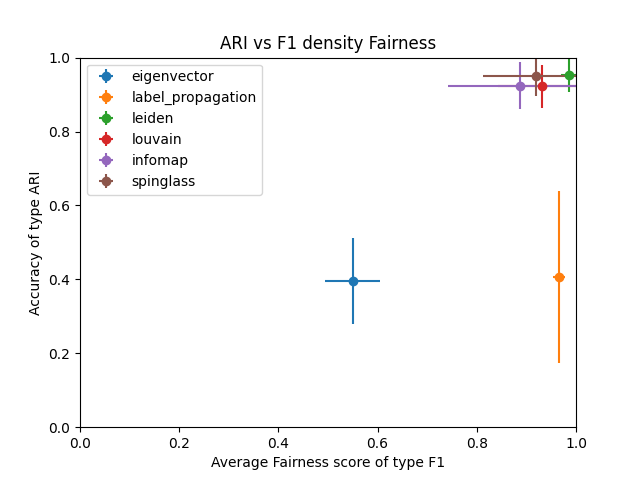 ARI vs F1 density Fairness
1.0
0.8
0.6
0.4
0.2
0.0
Accuracy of type ARI
eigenvector
label_propagation
leiden
louvain
infomap
spinglass
0.0 0.2 0.4 0.6 0.8 1.0
Average Fairness score of type F1